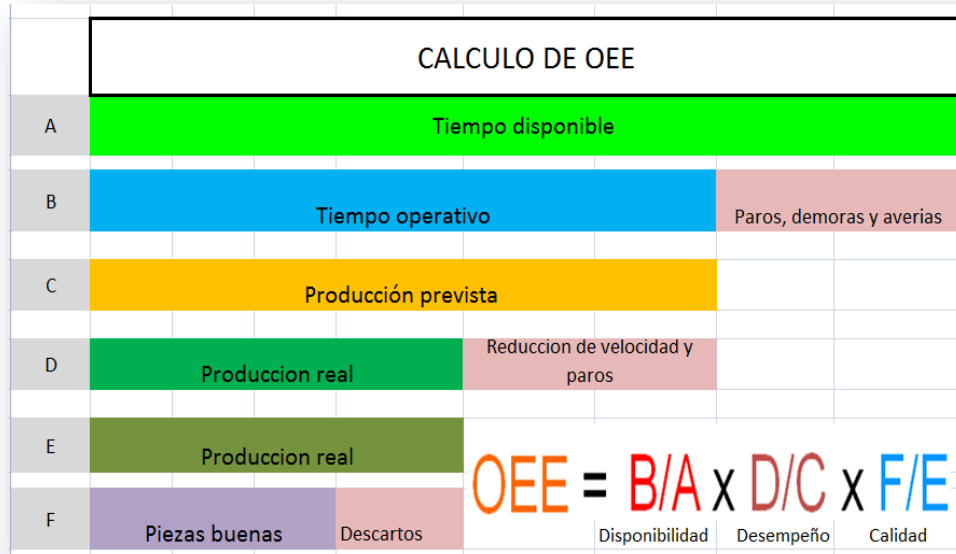 CALCULO DE OEE
A
Tiempo disponible
B
Tiempo operativo
Paros, demoras y averias
C
Producción prevista
D
Produccion real
Reduccion de velocidad y
paros
E
Produccion real
OEE = B/A x D/C x F/E
Disponibilidad Desempeño Calidad
F
Piezas buenas
Descartos